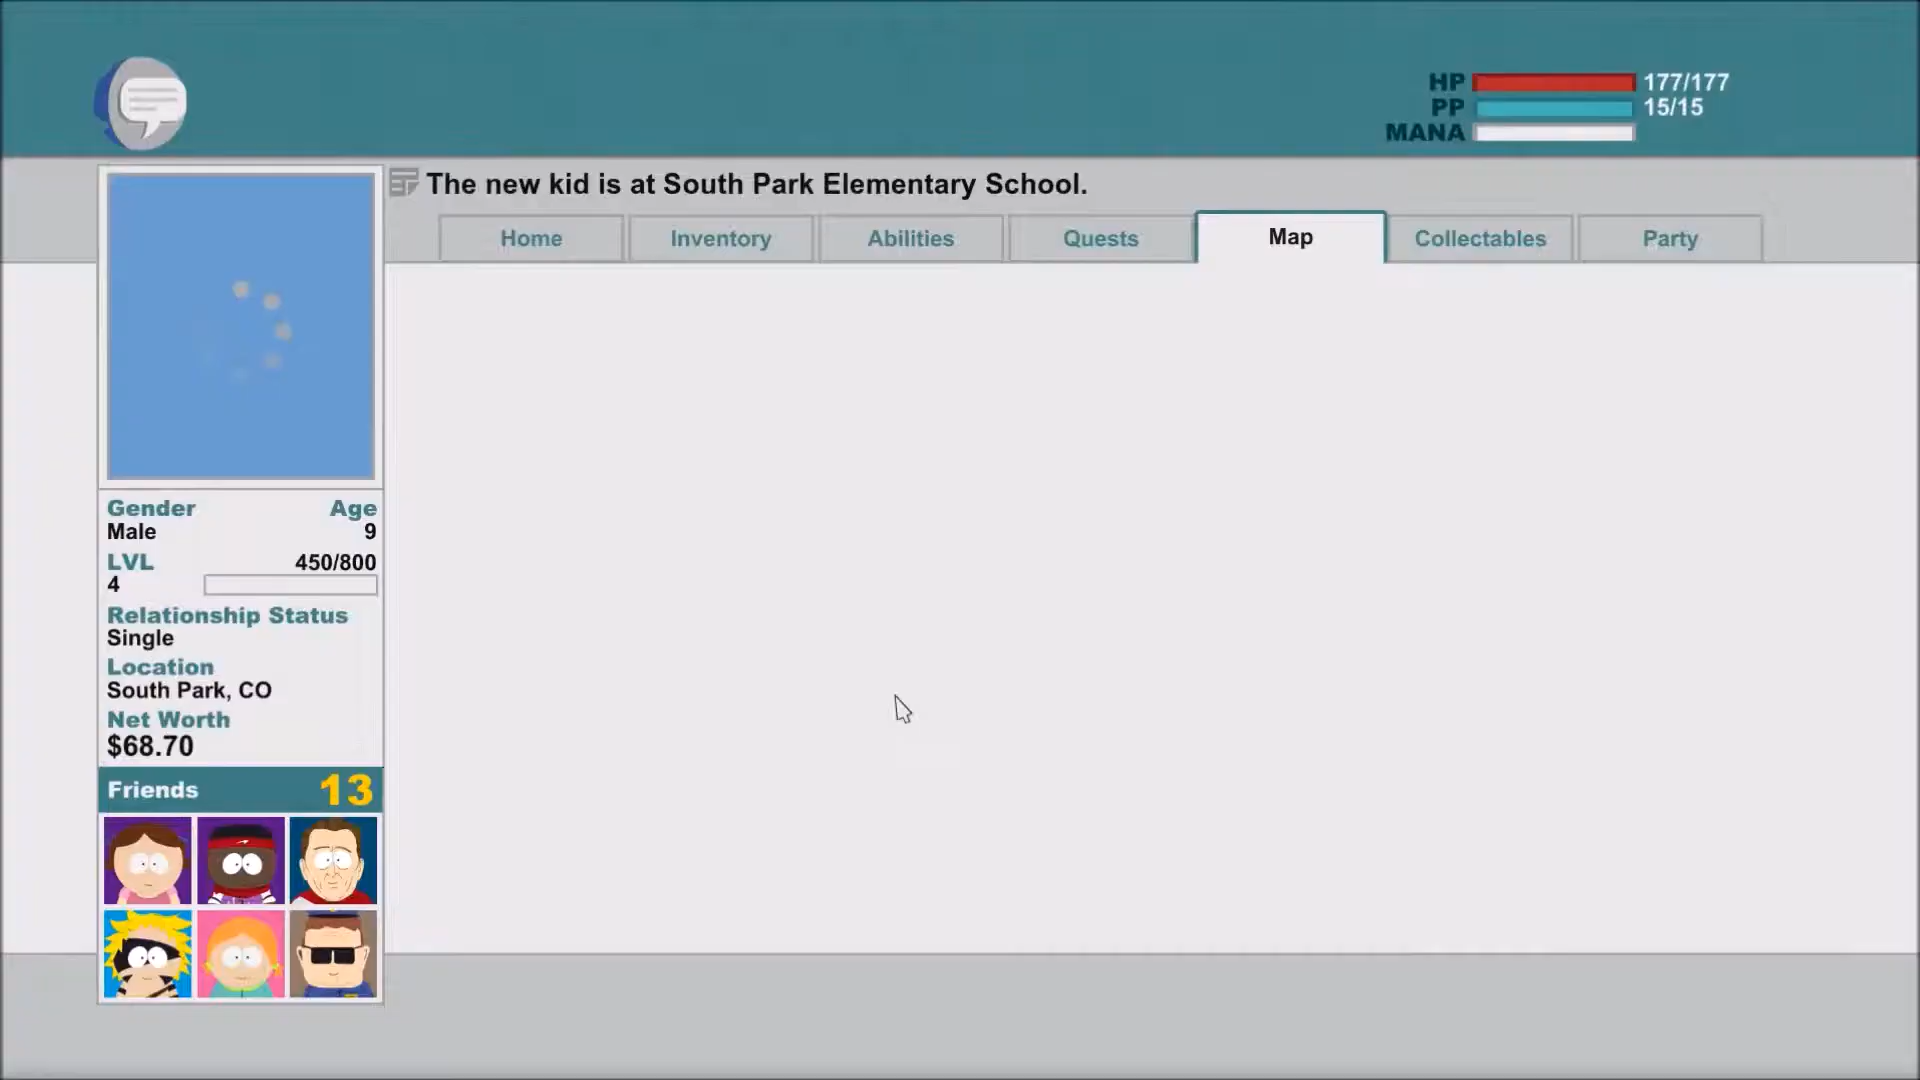 HP 177/177
PP 15/15
MANA
The new kid is at South Park Elementary School.
Home Inventory Abilities Quests Map Collectables Party
Gender Age
Male 9
LVL 450/800
4
Relationship Status
Single
Location
South Park, CO
Net Worth
$68.70
Friends 13